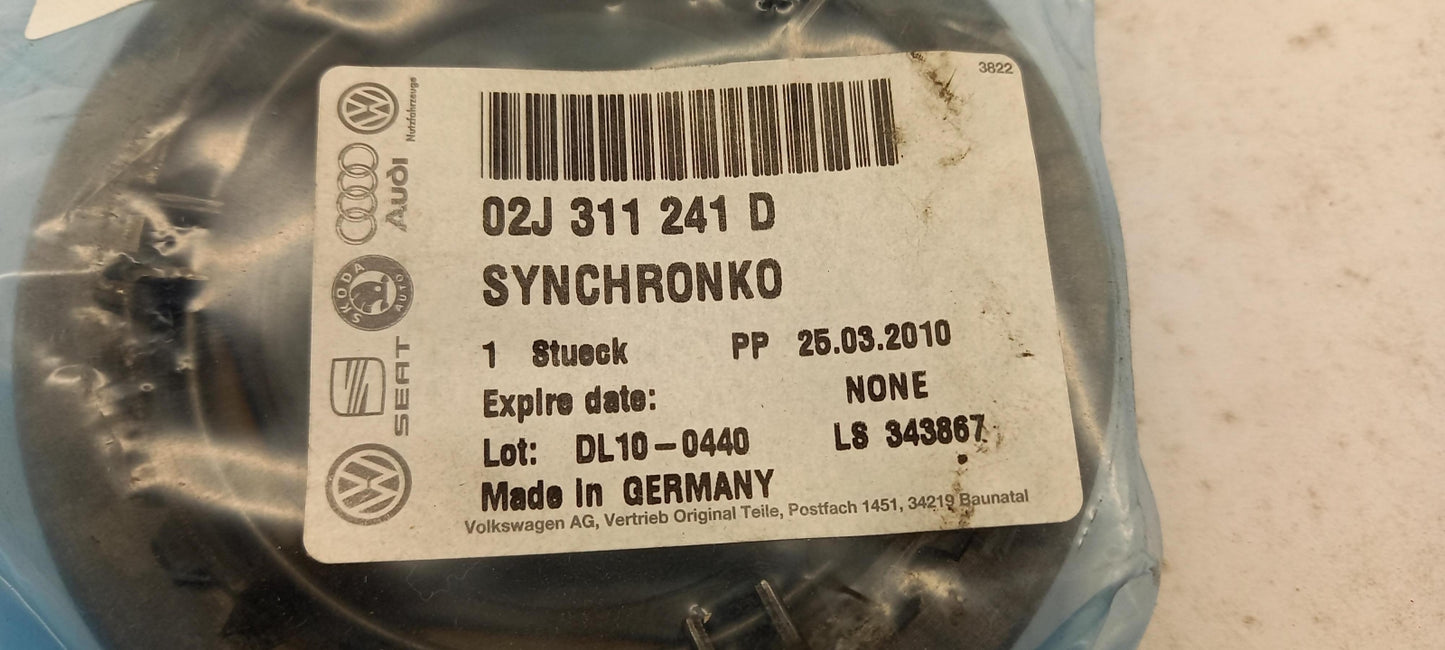 3822
02J 311 241 D
SYNCHRONKO
1 Stueck PP 25.03.2010
Expire date: NONE
Lot: DL10-0440 LS 343867
Made in GERMANY
Volkswagen AG, Vertrieb Original Teile, Postfach 1451, 34219 Baunatal
Nutzfahrzeuge
Audi
SKODA AUTO
SEAT